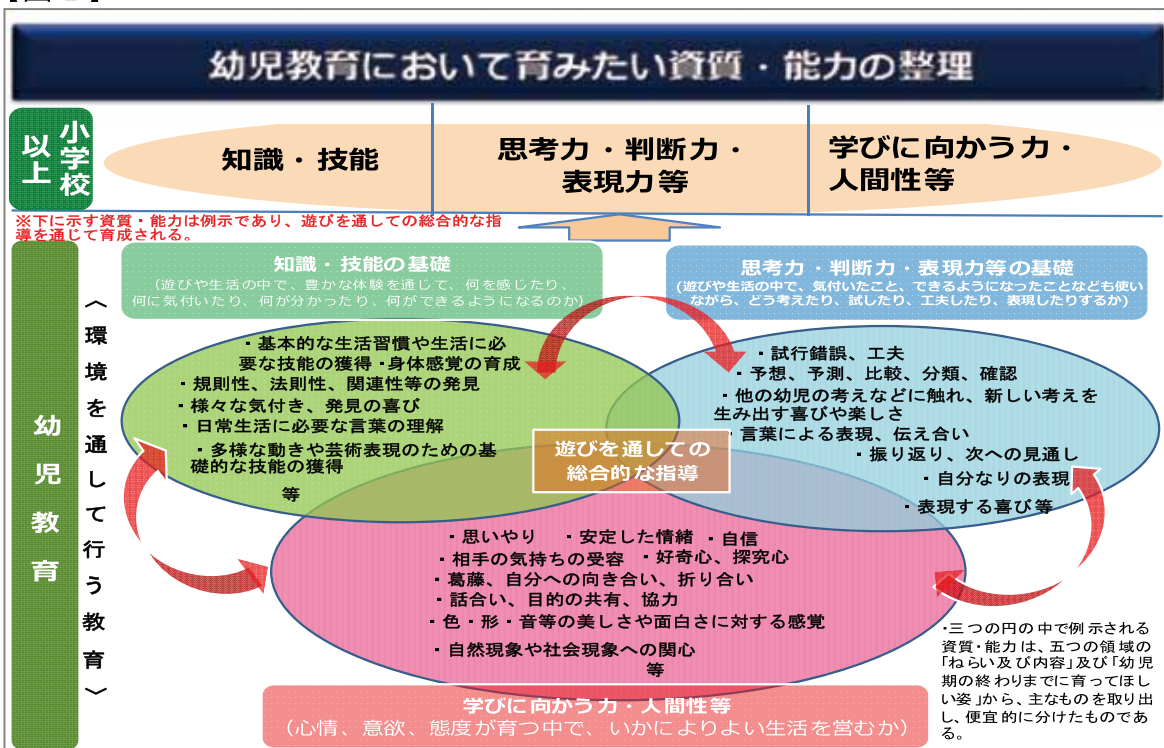 幼児教育において育みたい資質・能力の整理
小学校
以上
知識・技能
思考力・判断力・
表現力等
学びに向かう力・
人間性等
※下に示す資質・能力は例示であり、遊びを通しての総合的な指
導を通じて育成される。
幼児教育
〈環境を通して行う教育〉
知識・技能の基礎
(遊びや生活の中で、豊かな体験を通じて、何を感じたり、
何に気付いたり、何が分かったり、何ができるようになるのか)
思考力・判断力・表現力等の基礎
(遊びや生活の中で、気付いたこと、できるようになったことなども使い
ながら、どう考えたり、試したり、工夫したり、表現したりするか)
・基本的な生活習慣や生活に必
要な技能の獲得 ・身体感覚の育成
・規則性、法則性、関連性等の発見
・様々な気付き、発見の喜び
・日常生活に必要な言葉の理解
・多様な動きや芸術表現のための基
礎的な技能の獲得
等
・試行錯誤、工夫
・予想、予測、比較、分類、確認
・他の幼児の考えなどに触れ、新しい考えを
生み出す喜びや楽しさ
・言葉による表現、伝え合い
・振り返り、次への見通し
・自分なりの表現
・表現する喜び等
遊びを通しての
総合的な指導
・思いやり ・安定した情緒 ・自信
・相手の気持ちの受容 ・好奇心、探究心
・葛藤、自分への向き合い、折り合い
・話合い、目的の共有、協力
・色・形・音等の美しさや面白さに対する感覚
・自然現象や社会現象への関心
等
学びに向かう力・人間性等
(心情、意欲、態度が育つ中で、いかによりよい生活を営むか)
・三つの円の中で例示される
資質・能力は、五つの領域の
「ねらい及び内容」及び「幼児
期の終わりまでに育ってほし
い姿」から、主なものを取り出
し、便宜的に分けたものであ
る。